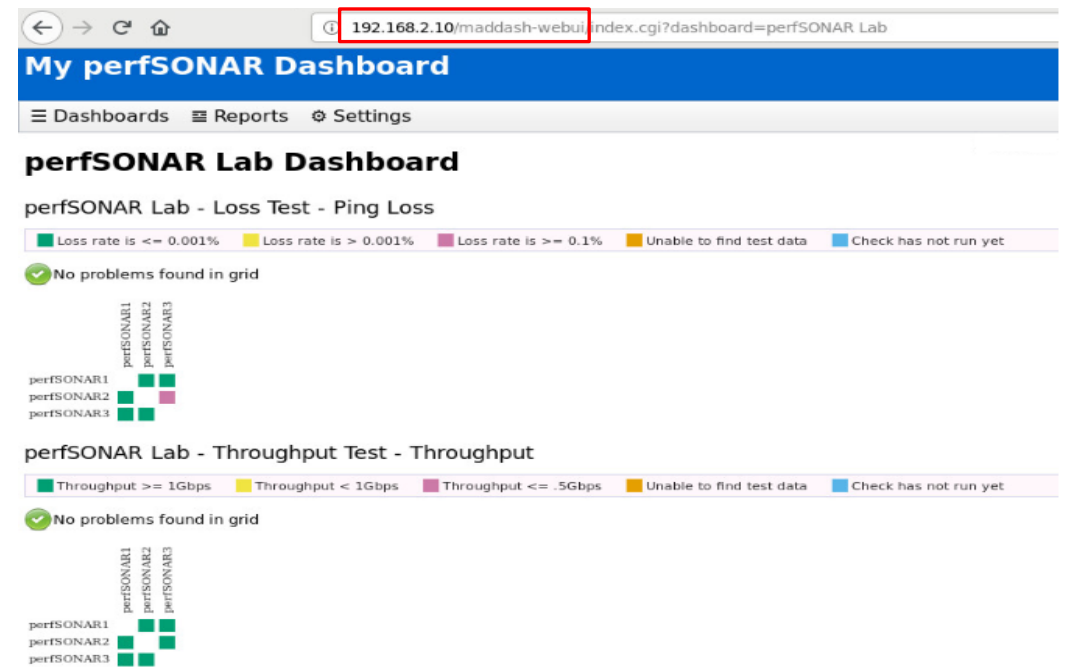 192.168.2.10/maddash-webui/index.cgi?dashboard=perfSONAR Lab
My perfSONAR Dashboard
Dashboards Reports Settings
perfSONAR Lab Dashboard
perfSONAR Lab - Loss Test - Ping Loss
Loss rate is <= 0.001% Loss rate is > 0.001% Loss rate is >= 0.1% Unable to find test data Check has not run yet
No problems found in grid
perfSONAR1 perfSONAR2 perfSONAR3
perfSONAR1
perfSONAR2
perfSONAR3
perfSONAR Lab - Throughput Test - Throughput
Throughput >= 1Gbps Throughput < 1Gbps Throughput <= .5Gbps Unable to find test data Check has not run yet
No problems found in grid
perfSONAR1 perfSONAR2 perfSONAR3
perfSONAR1
perfSONAR2
perfSONAR3